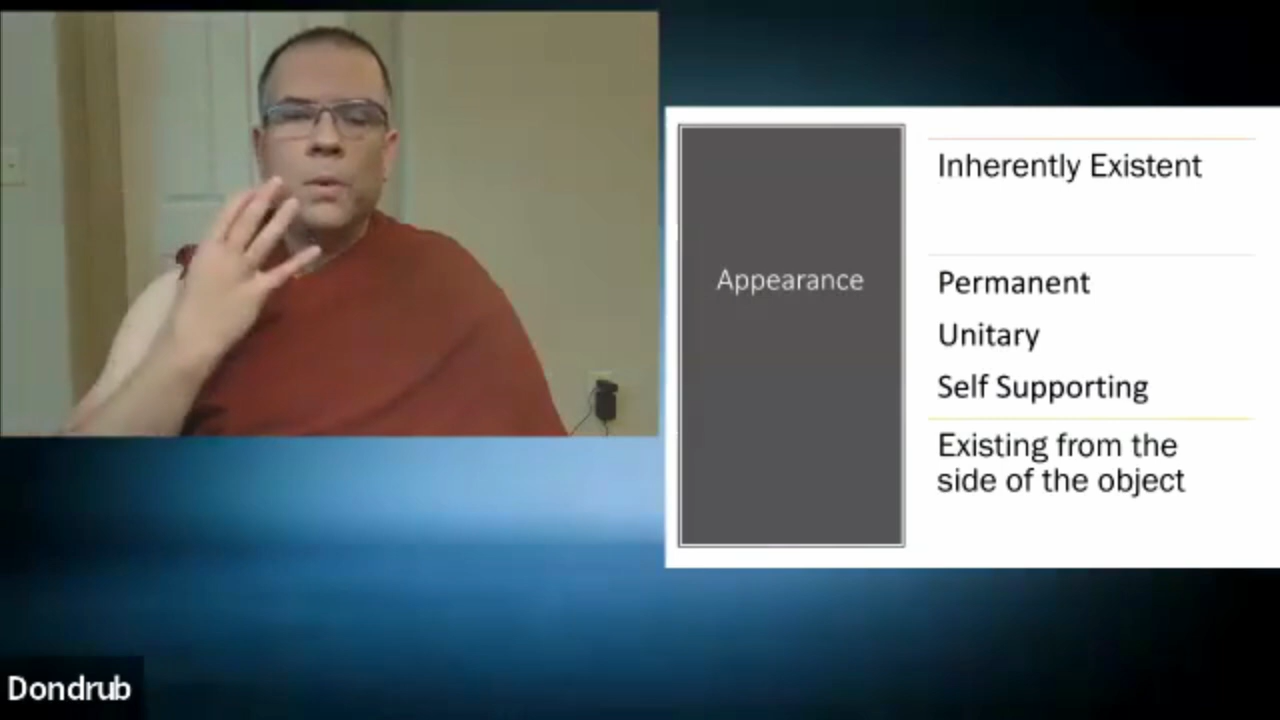 Appearance
Inherently Existent
Permanent
Unitary
Self Supporting
Existing from the
side of the object
Dondrub